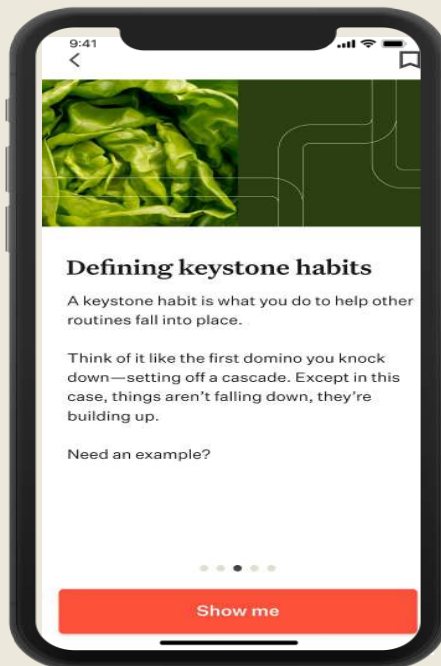 9:41
Defining keystone habits
A keystone habit is what you do to help other
routines fall into place.
Think of it like the first domino you knock
down—setting off a cascade. Except in this
case, things aren't falling down, they're
building up.
Need an example?
Show me